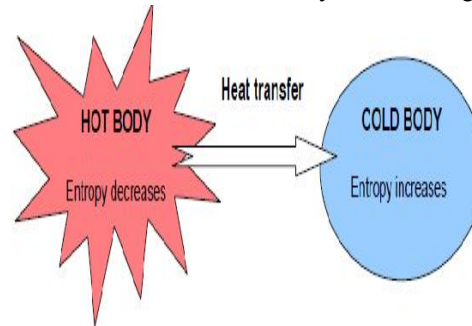 Heat transfer
HOT BODY
COLD BODY
Entropy decreases
Entropy increases